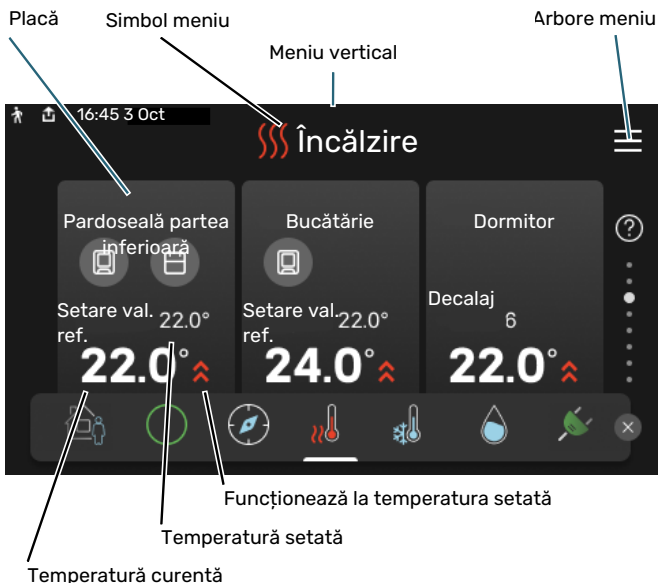 Placă
Simbol meniu
Arbore meniu
Meniu vertical
16:45 3 Oct
Încălzire
Pardoseală partea
inferioară
Bucătărie
Dormitor
?
Setare val.
ref.
22.0°
Setare val.
ref.
22.0°
Decalaj
6
22.0°
24.0°
22.0°
Funcționează la temperatura setată
Temperatură setată
Temperatură curentă